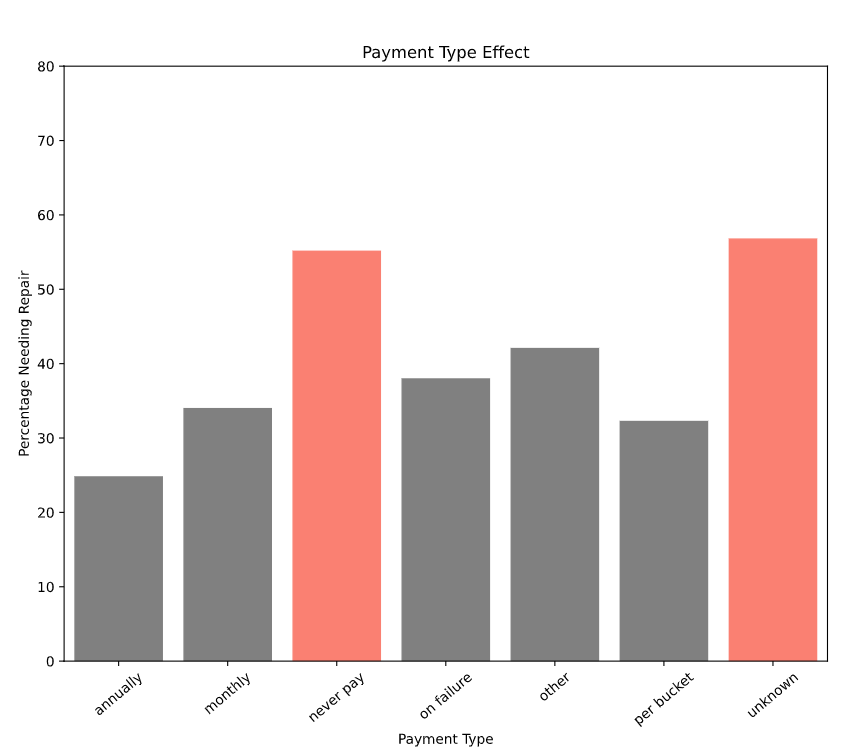 Payment Type Effect
80
70
60
50
40
30
20
10
0
Percentage Needing Repair
annually
monthly
never pay
on failure
other
per bucket
unknown
Payment Type